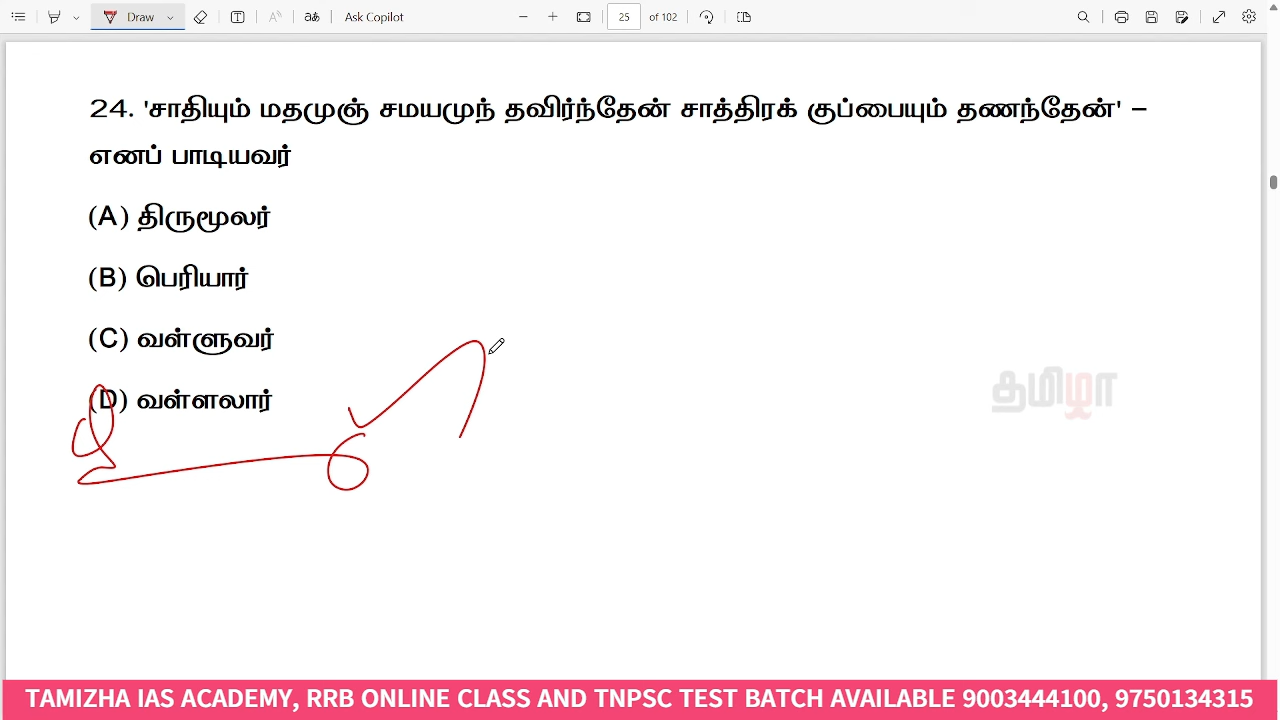 Draw
Ask Copilot
25 of 102
24. 'சாதியும் மதமுஞ் சமயமுந் தவிர்ந்தேன் சாத்திரக் குப்பையும் தணந்தேன்' –
எனப் பாடியவர்
(A) திருமூலர்
(B) பெரியார்
(C) வள்ளுவர்
(D) வள்ளலார்
தமிழா
TAMIZHA IAS ACADEMY, RRB ONLINE CLASS AND TNPSC TEST BATCH AVAILABLE 9003444100, 9750134315